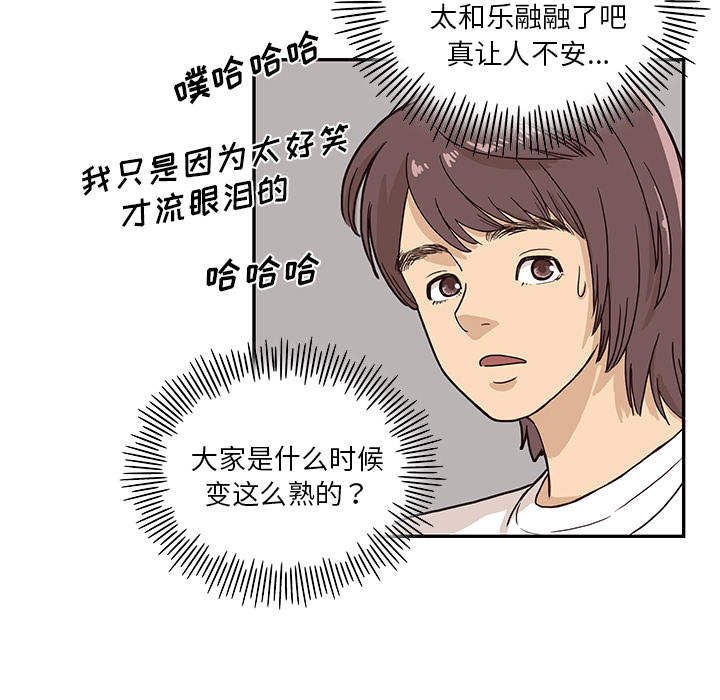 太和乐融融了吧
真让人不安...
噗哈哈哈
我只是因为太好笑
才流眼泪的
哈哈哈
大家是什么时候
变这么熟的？